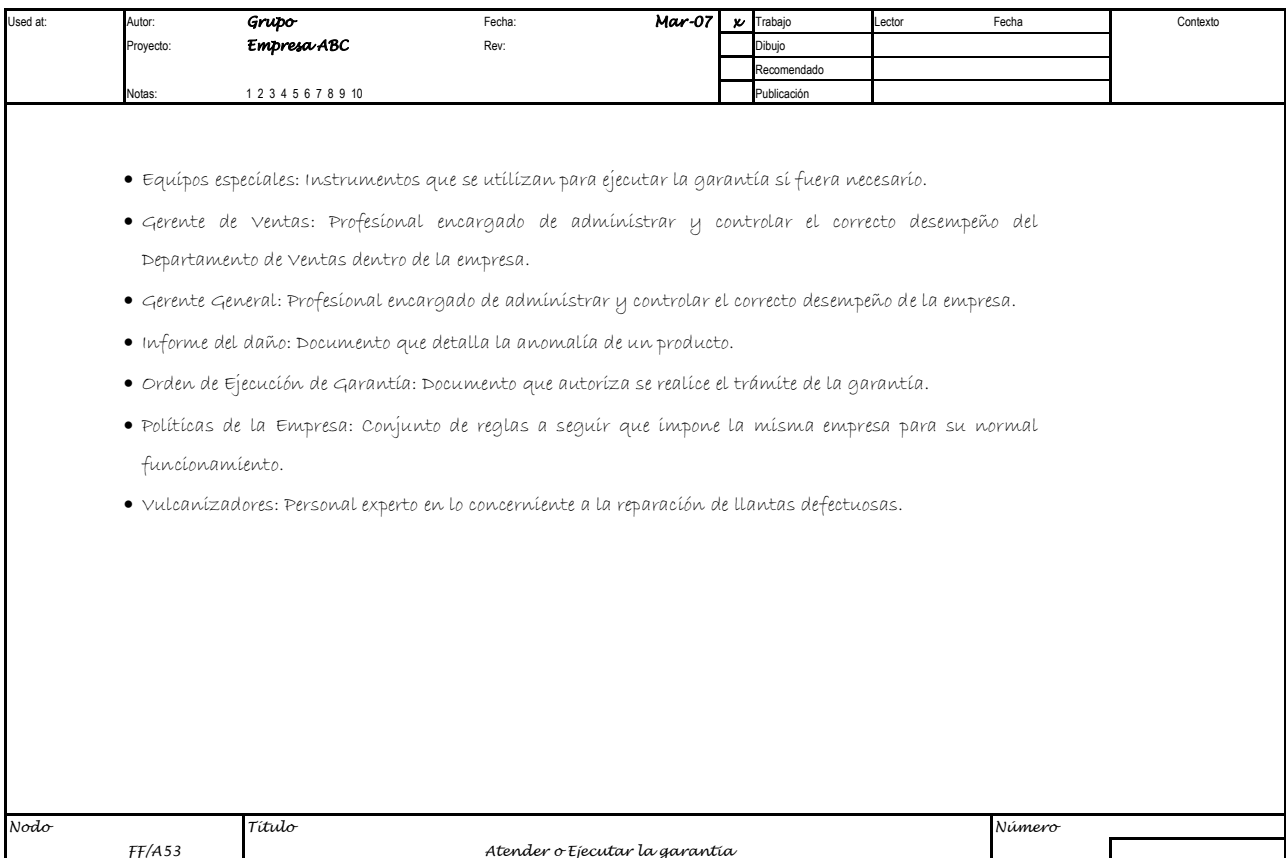 Used at: Autor: Grupo Fecha: Mar-07 x Trabajo Lector Fecha Contexto
Proyecto: Empresa ABC Rev: Dibujo
Recomendado
Notas: 1 2 3 4 5 6 7 8 9 10 Publicación
• Equipos especiales: Instrumentos que se utilizan para ejecutar la garantía si fuera necesario.
• Gerente de Ventas: Profesional encargado de administrar y controlar el correcto desempeño del
Departamento de Ventas dentro de la empresa.
• Gerente General: Profesional encargado de administrar y controlar el correcto desempeño de la empresa.
• Informe del daño: Documento que detalla la anomalía de un producto.
• Orden de Ejecución de Garantía: Documento que autoriza se realice el trámite de la garantía.
• Políticas de la Empresa: Conjunto de reglas a seguir que impone la misma empresa para su normal
funcionamiento.
• Vulcanizadores: Personal experto en lo concerniente a la reparación de llantas defectuosas.
Nodo Título Número
FF/A53 Atender o Ejecutar la garantía